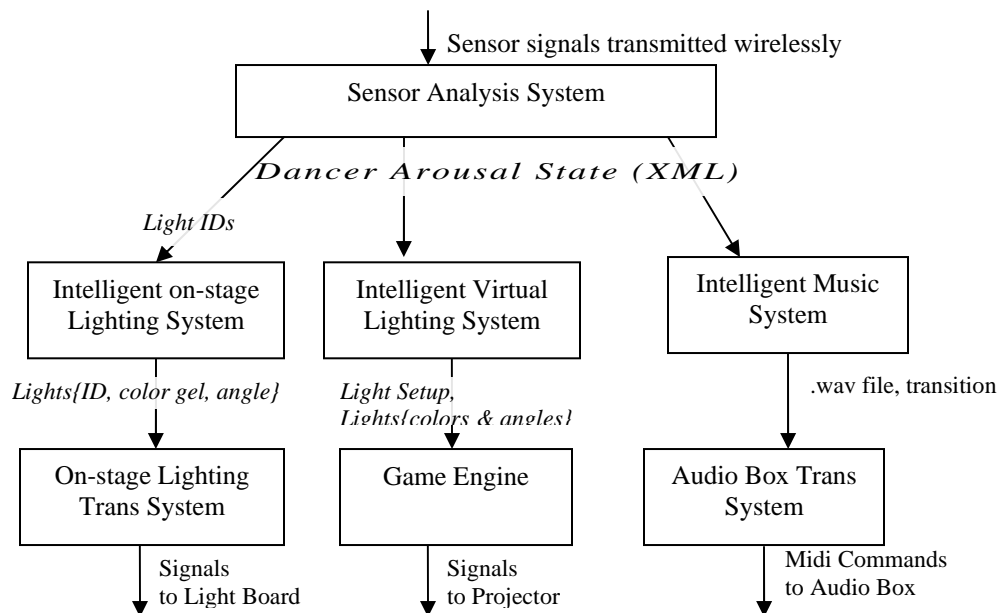 Sensor signals transmitted wirelessly
Sensor Analysis System
Dancer Arousal State (XML)
Light IDs
Intelligent on-stage
Lighting System
Intelligent Virtual
Lighting System
Intelligent Music
System
Lights{ID, color gel, angle}
Light Setup,
Lights{colors & angles}
.wav file, transition
On-stage Lighting
Trans System
Game Engine
Audio Box Trans
System
Signals
to Light Board
Signals
to Projector
Midi Commands
to Audio Box